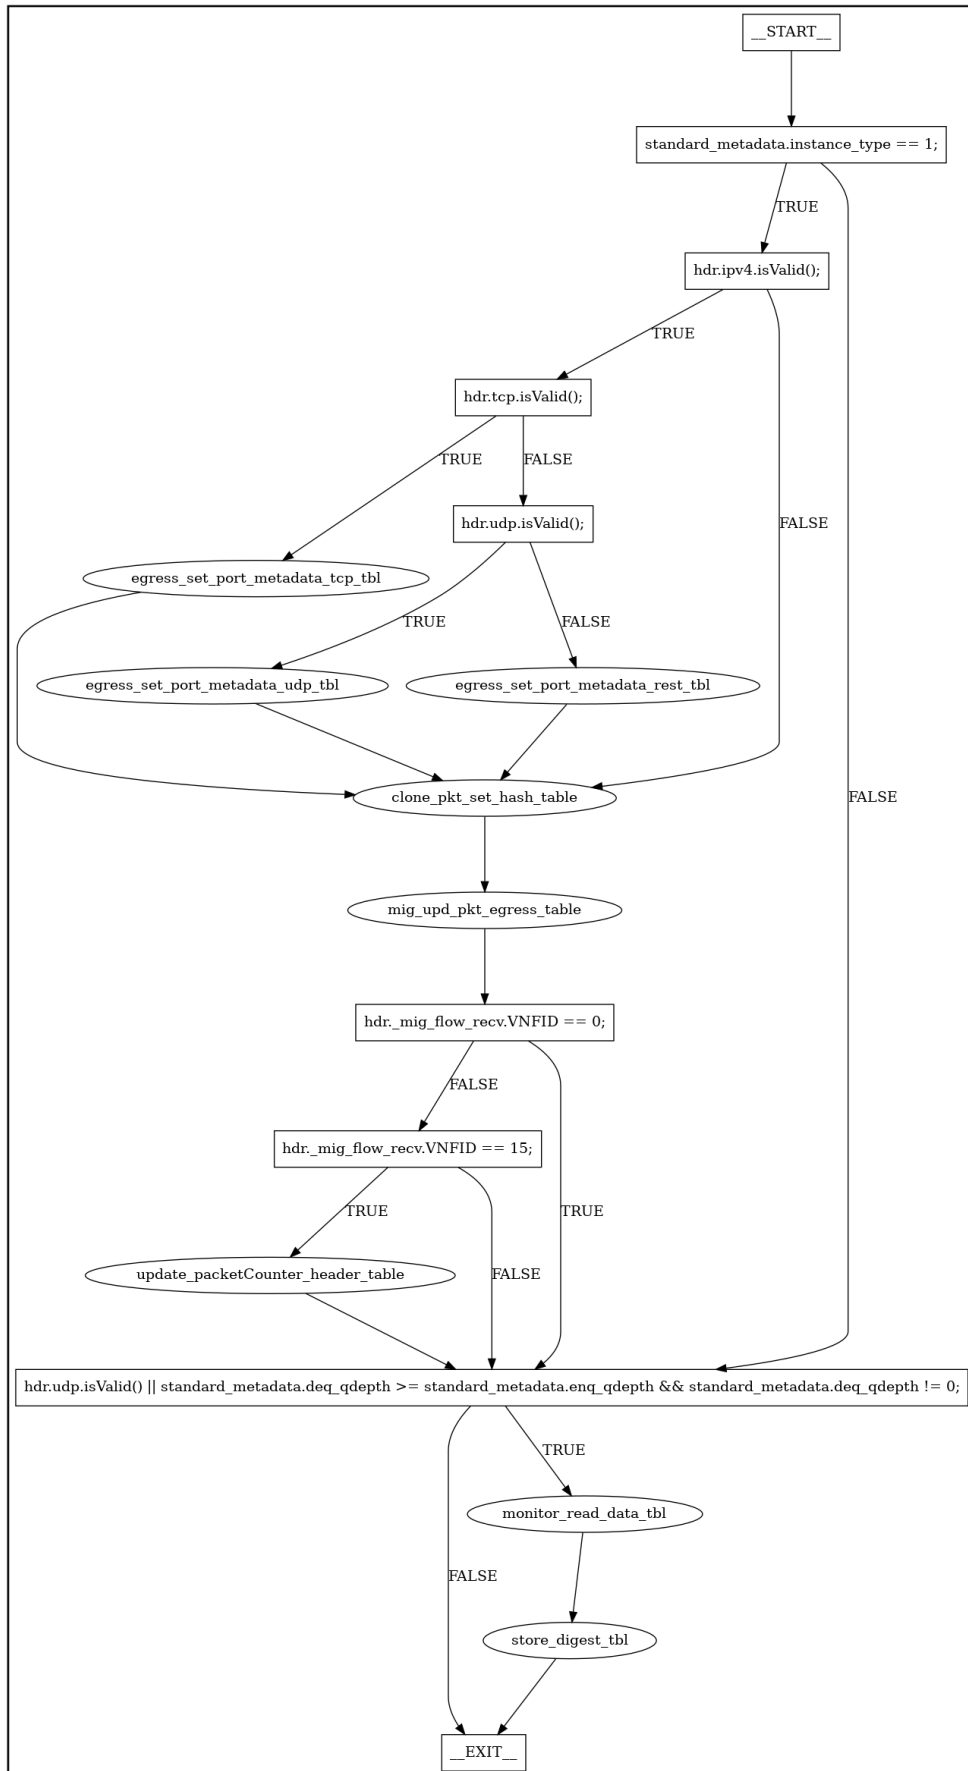 __START__
standard_metadata.instance_type == 1;
TRUE
hdr.ipv4.isValid();
TRUE
hdr.tcp.isValid();
TRUE
FALSE
hdr.udp.isValid();
FALSE
egress_set_port_metadata_tcp_tbl
TRUE
FALSE
egress_set_port_metadata_udp_tbl
egress_set_port_metadata_rest_tbl
clone_pkt_set_hash_table
FALSE
mig_upd_pkt_egress_table
hdr._mig_flow_recv.VNFID == 0;
FALSE
hdr._mig_flow_recv.VNFID == 15;
TRUE
TRUE
update_packetCounter_header_table
FALSE
hdr.udp.isValid() || standard_metadata.deq_qdepth >= standard_metadata.enq_qdepth && standard_metadata.deq_qdepth != 0;
TRUE
monitor_read_data_tbl
FALSE
store_digest_tbl
__EXIT__